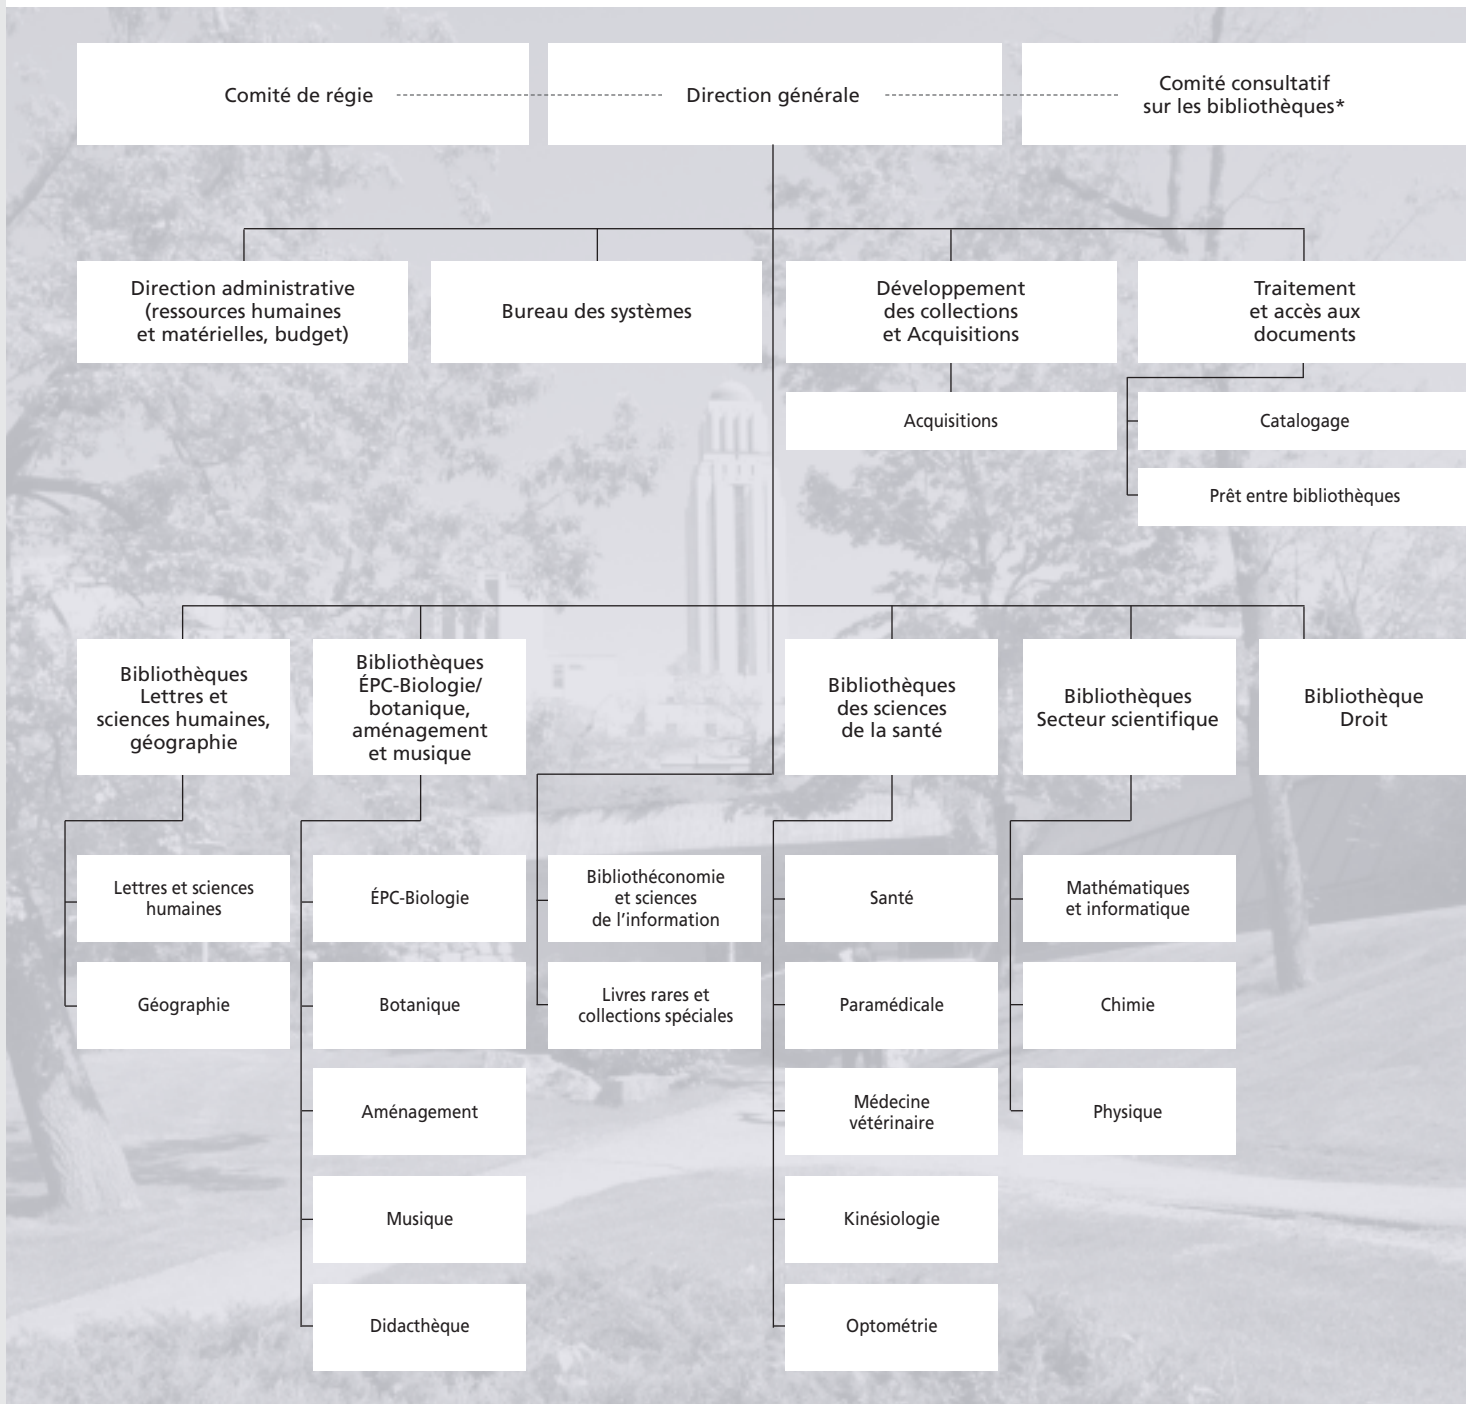 Comité de régie
Direction générale
Comité consultatif
sur les bibliothèques*
Direction administrative
(ressources humaines
et matérielles, budget)
Bureau des systèmes
Développement
des collections
et Acquisitions
Traitement
et accès aux
documents
Acquisitions
Catalogage
Prêt entre bibliothèques
Bibliothèques
Lettres et
sciences humaines,
géographie
Bibliothèques
ÉPC-Biologie/
botanique,
aménagement
et musique
Bibliothèques
des sciences
de la santé
Bibliothèques
Secteur scientifique
Bibliothèque
Droit
Lettres et sciences
humaines
Géographie
ÉPC-Biologie
Botanique
Aménagement
Musique
Didacthèque
Bibliothéconomie
et sciences
de l'information
Livres rares et
collections spéciales
Santé
Paramédicale
Médecine
vétérinaire
Kinésiologie
Optométrie
Mathématiques
et informatique
Chimie
Physique